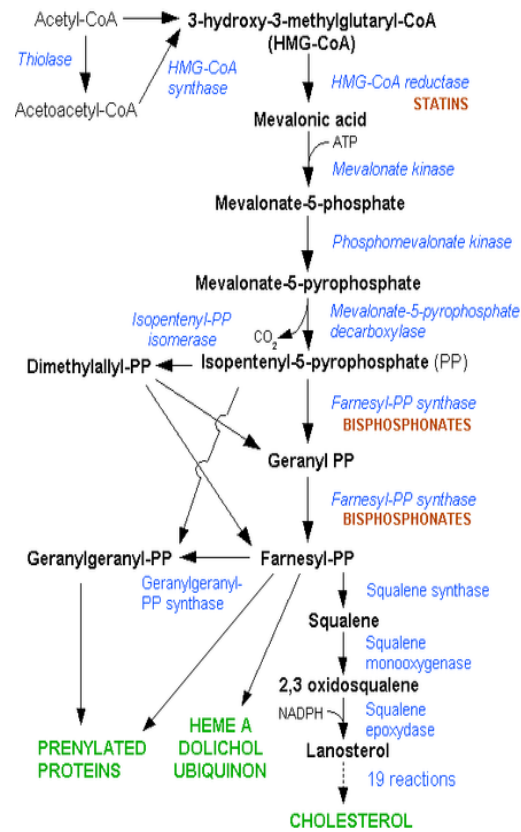 Acetyl-CoA
3-hydroxy-3-methylglutaryl-CoA
(HMG-CoA)
Thiolase
HMG-CoA
synthase
HMG-CoA reductase
STATINS
Acetoacetyl-CoA
Mevalonic acid
ATP
Mevalonate kinase
Mevalonate-5-phosphate
Phosphomevalonate kinase
Mevalonate-5-pyrophosphate
Isopentenyl-PP
isomerase
CO2
Mevalonate-5-pyrophosphate
decarboxylase
Dimethylallyl-PP
Isopentenyl-5-pyrophosphate (PP)
Farnesyl-PP synthase
BISPHOSPHONATES
Geranyl PP
Farnesyl-PP synthase
BISPHOSPHONATES
Geranylgeranyl-PP
Farnesyl-PP
Geranylgeranyl-
PP synthase
Squalene synthase
Squalene
Squalene
monooxygenase
2,3 oxidosqualene
NADPH
Squalene
epoxydase
PRENYLATED
PROTEINS
HEME A
DOLICHOL
UBIQUINON
Lanosterol
19 reactions
CHOLESTEROL